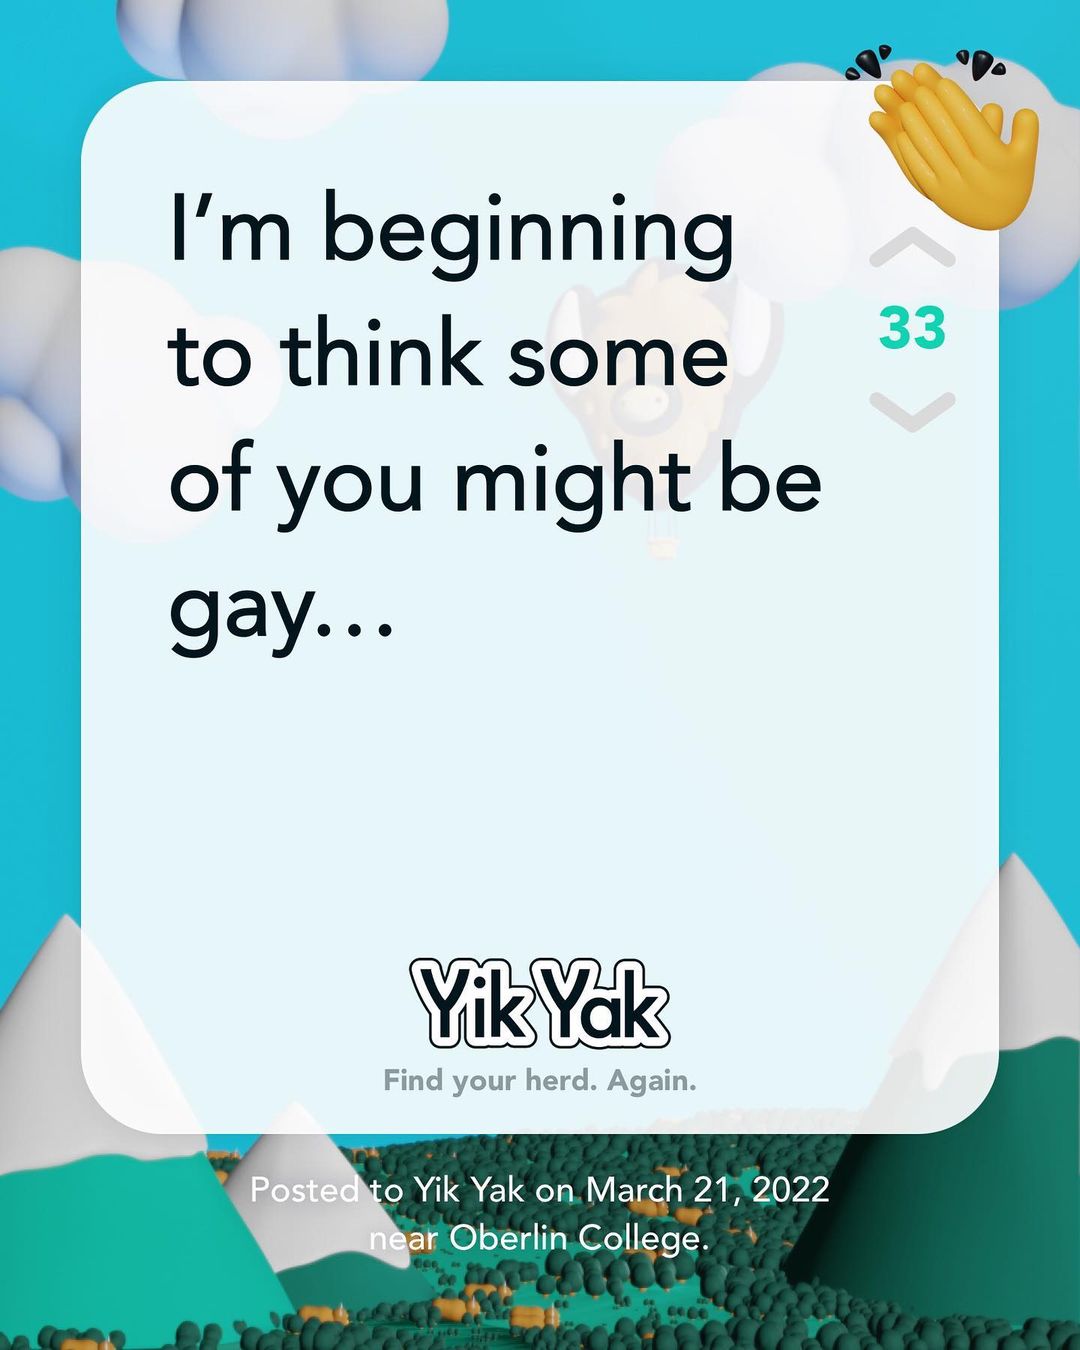 I’m beginning
to think some
of you might be
gay...
33
Yik Yak
Find your herd. Again.
Posted to Yik Yak on March 21, 2022
near Oberlin College.